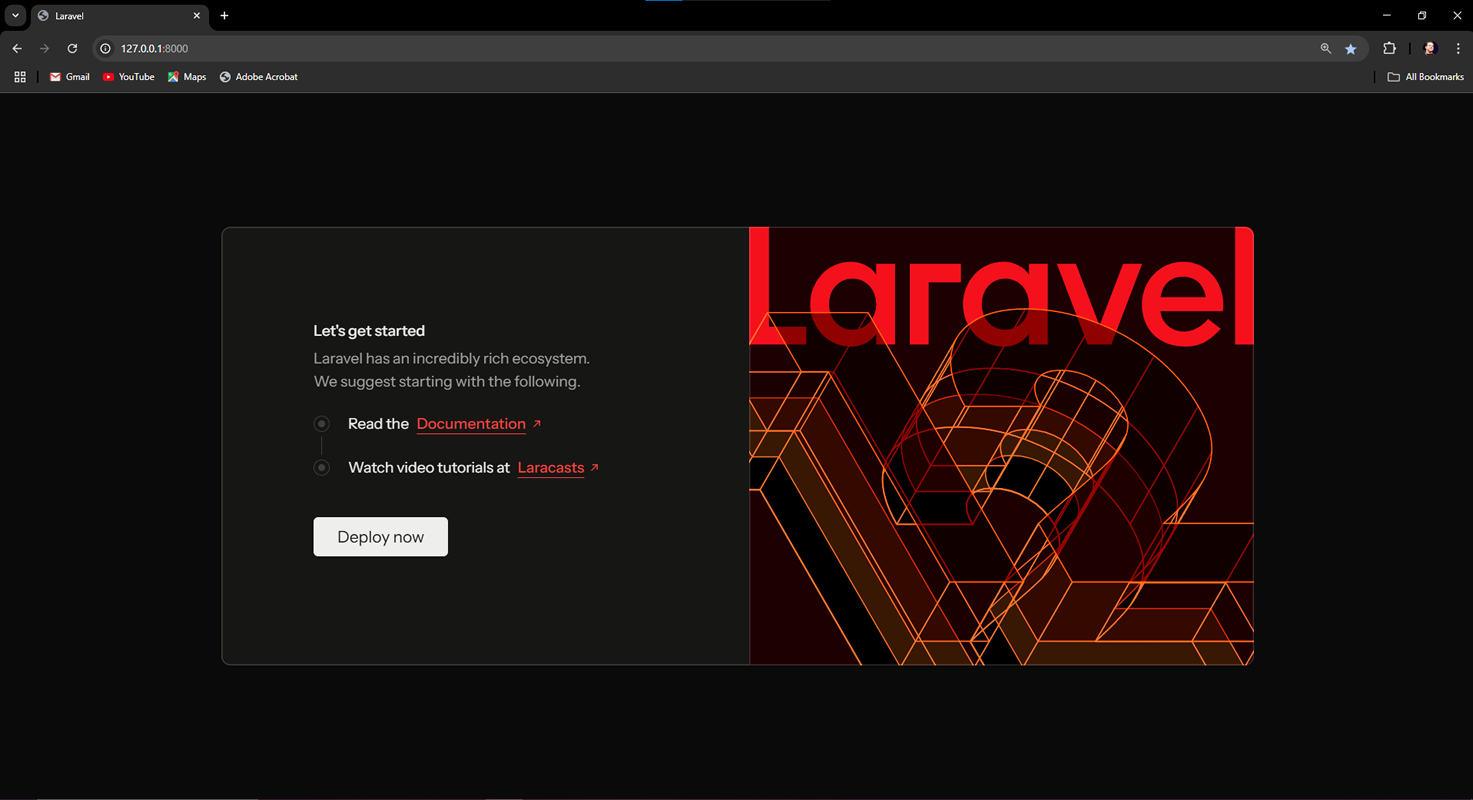 Laravel
127.0.0.1:8000
Gmail YouTube Maps Adobe Acrobat All Bookmarks
Laravel
Let's get started
Laravel has an incredibly rich ecosystem.
We suggest starting with the following.
Read the Documentation
Watch video tutorials at Laracasts
Deploy now